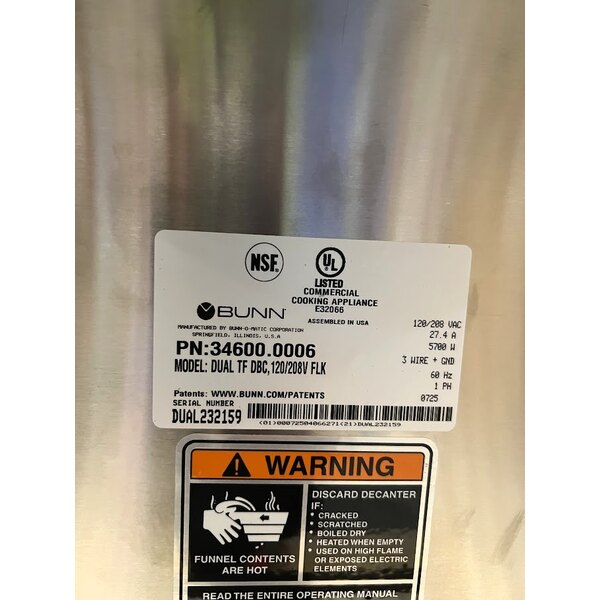 NSF
UL
LISTED
COMMERCIAL
COOKING APPLIANCE
E32066
ASSEMBLED IN USA
BUNN
MANUFACTURED BY BUNN-O-MATIC CORPORATION
SPRINGFIELD, ILLINOIS, U.S.A
PN:34600.0006
MODEL: DUAL TF DBC,120/208V FLK
120/208 VAC
27.4 A
5700 W
3 WIRE + GND
60 Hz
1 PH
0725
Patents: WWW.BUNN.COM/PATENTS
SERIAL NUMBER
DUAL232159
(01)00072504066271(21)DUAL232159
WARNING
FUNNEL CONTENTS
ARE HOT
DISCARD DECANTER
IF:
• CRACKED
• SCRATCHED
• BOILED DRY
• HEATED WHEN EMPTY
• USED ON HIGH FLAME
OR EXPOSED ELECTRIC
ELEMENTS
READ THE ENTIRE OPERATING MANUAL